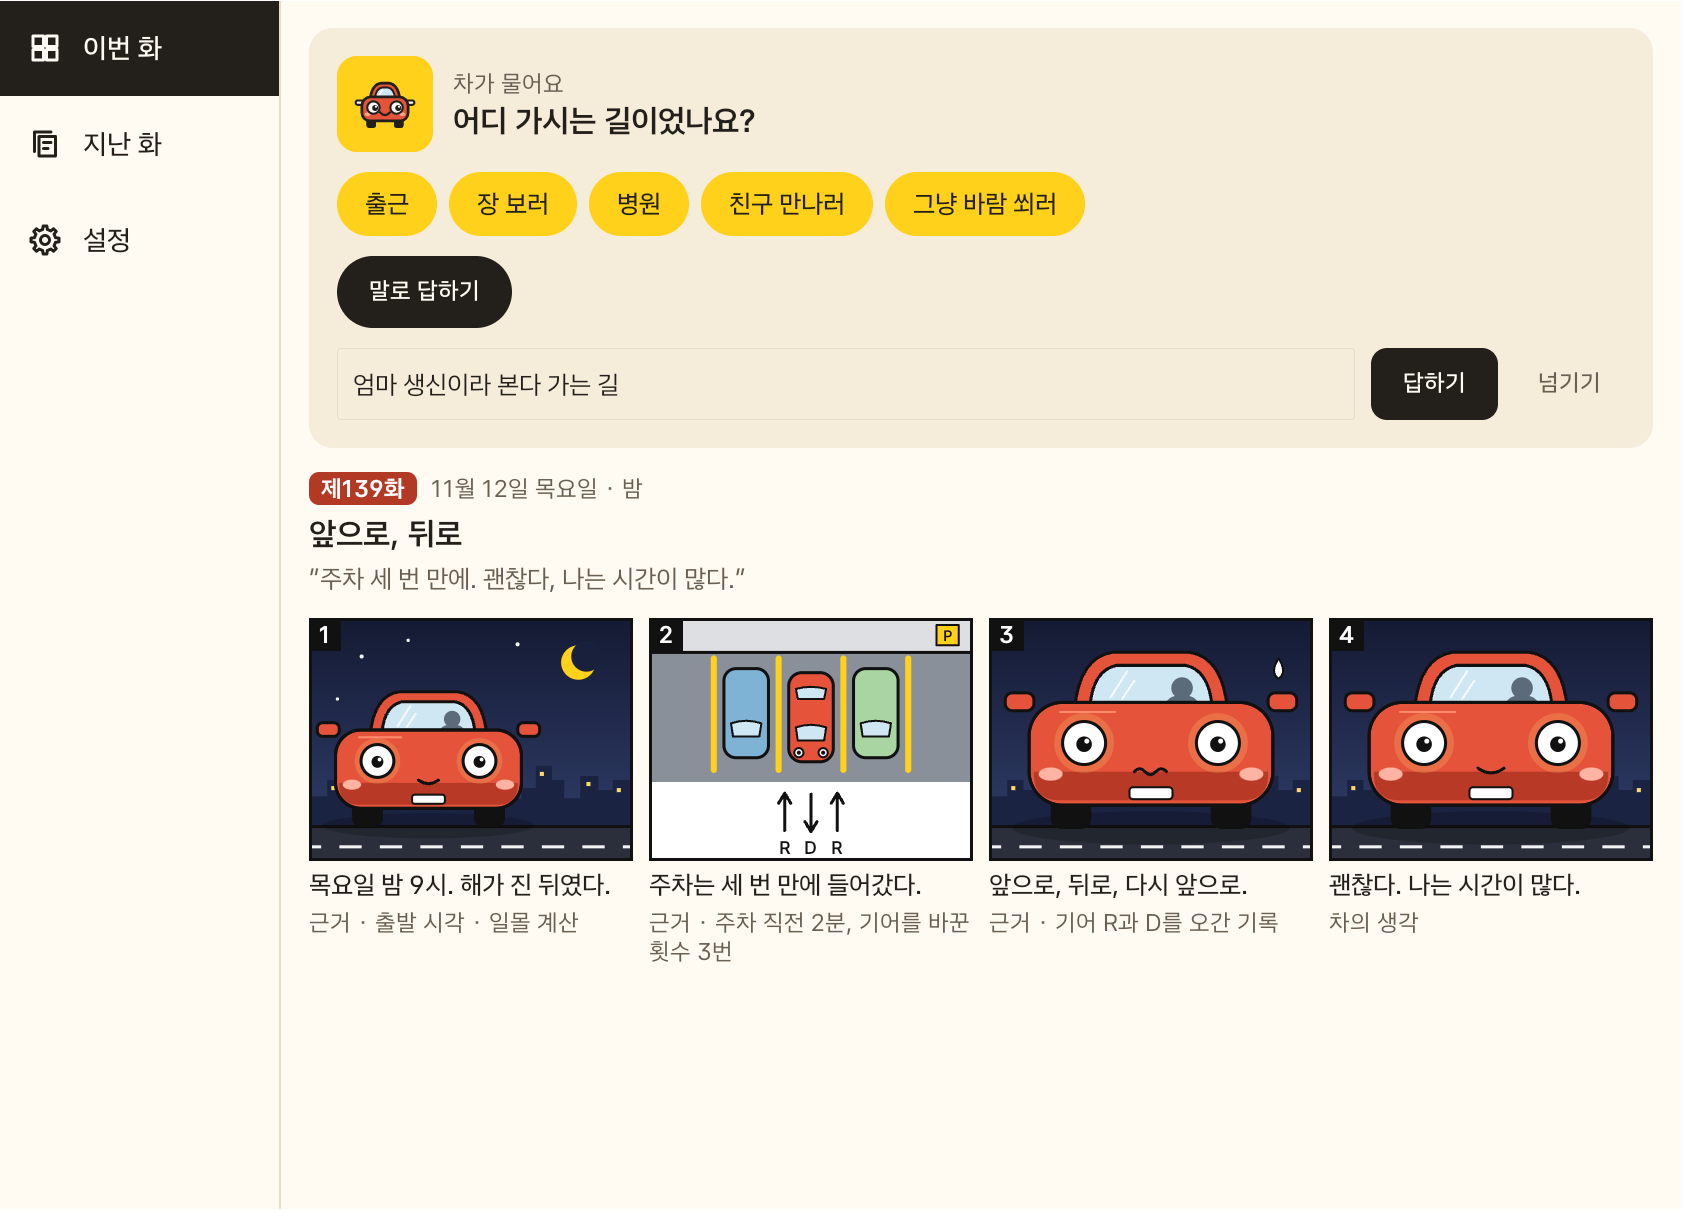 이번 화
지난 화
설정
차가 물어요
어디 가시는 길이었나요?
출근
장 보러
병원
친구 만나러
그냥 바람 쐬러
말로 답하기
엄마 생신이라 본다 가는 길
답하기
넘기기
제139화
11월 12일 목요일 · 밤
앞으로, 뒤로
"주차 세 번 만에. 괜찮다, 나는 시간이 많다."
1
목요일 밤 9시. 해가 진 뒤였다.
근거 · 출발 시각 · 일몰 계산
2
P
R D R
주차는 세 번 만에 들어갔다.
근거 · 주차 직전 2분, 기어를 바꾼
횟수 3번
3
앞으로, 뒤로, 다시 앞으로.
근거 · 기어 R과 D를 오간 기록
4
괜찮다. 나는 시간이 많다.
차의 생각